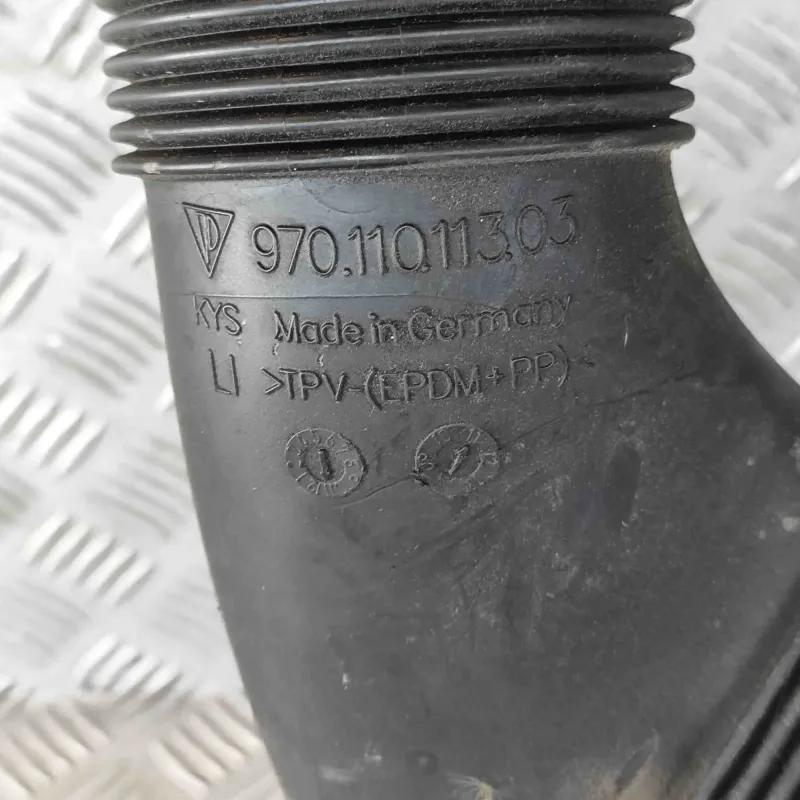 970.110.113.03
KYS Made in Germany
LI >TPV-(EPDM+PP)<